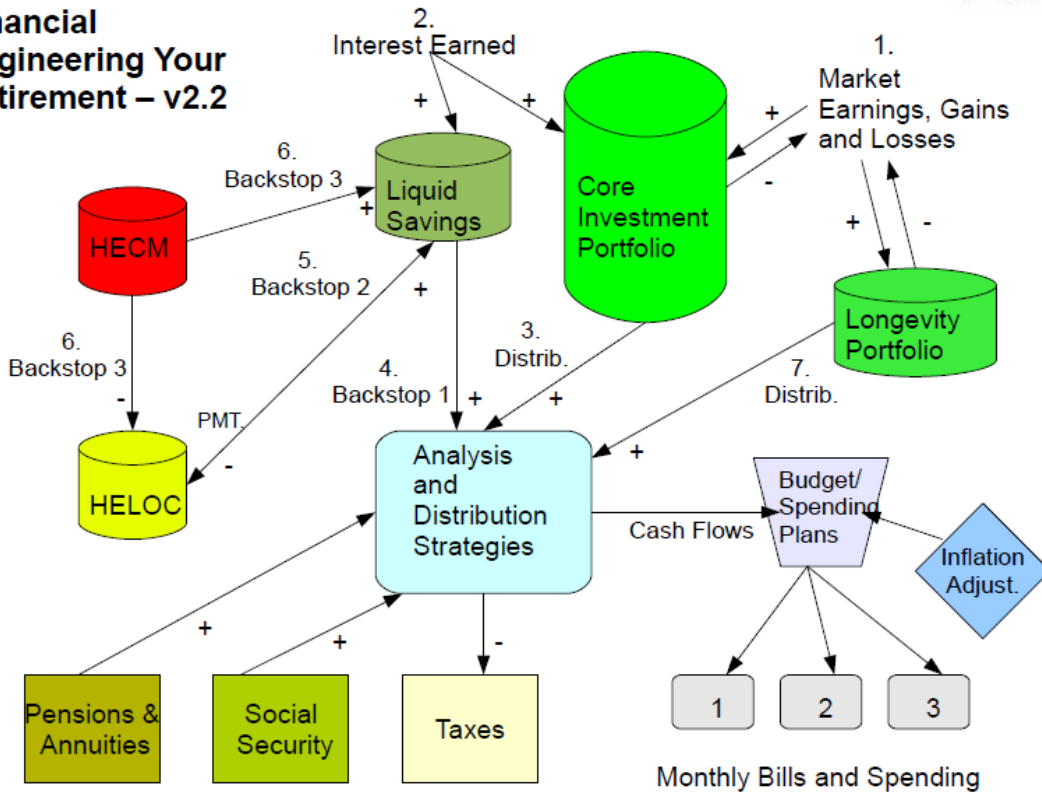 nancial
gineering Your
tirement – v2.2
2.
Interest Earned
1.
Market
Earnings, Gains
and Losses
+
+
+
-
6.
Backstop 3
+
Liquid
Savings
Core
Investment
Portfolio
+
-
HECM
5.
Backstop 2
+
Longevity
Portfolio
6.
Backstop 3
-
4.
Backstop 1
+
3.
Distrib.
+
7.
Distrib.
+
PMT.
-
HELOC
Analysis
and
Distribution
Strategies
Cash Flows
Budget/
Spending
Plans
Inflation
Adjust.
+
+
-
Pensions &
Annuities
Social
Security
Taxes
1
2
3
Monthly Bills and Spending